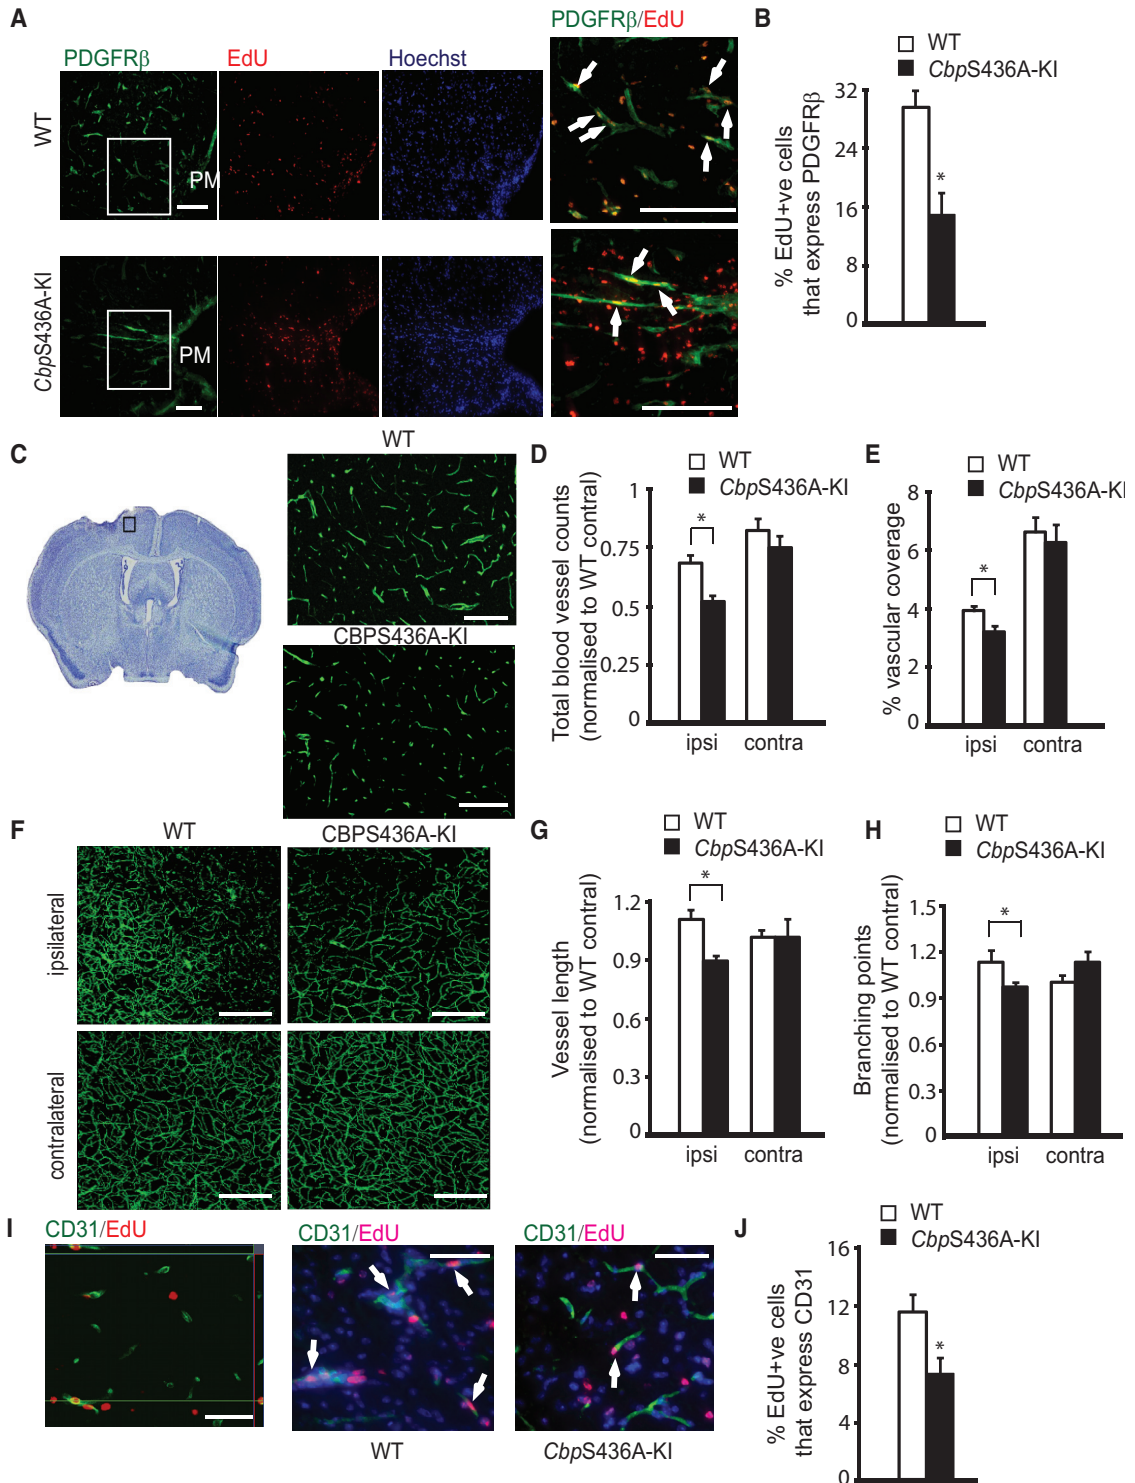 A
PDGFRβ
EdU
Hoechst
PDGFRβ/EdU
WT
PM
CbpS436A-KI
PM
B
WT
CbpS436A-KI
% EdU+ve cells
that express PDGFRβ
32
24
16
8
0
*
C
WT
CBPS436A-KI
D
WT
CbpS436A-KI
Total blood vessel counts
(normalised to WT contral)
1
0.75
0.5
0.25
0
*
ipsi
contra
E
WT
CbpS436A-KI
% vascular coverage
8
6
4
2
0
*
ipsi
contra
F
WT
CBPS436A-KI
ipsilateral
contralateral
G
WT
CbpS436A-KI
Vessel length
(normalised to WT contral)
1.2
0.9
0.6
0.3
0
*
ipsi
contra
H
WT
CbpS436A-KI
Branching points
(normalised to WT contral)
1.5
1.2
0.9
0.6
0.3
0
*
ipsi
contra
I
CD31/EdU
CD31/EdU
CD31/EdU
WT
CbpS436A-KI
J
WT
CbpS436A-KI
% EdU+ve cells
that express CD31
16
12
8
4
0
*